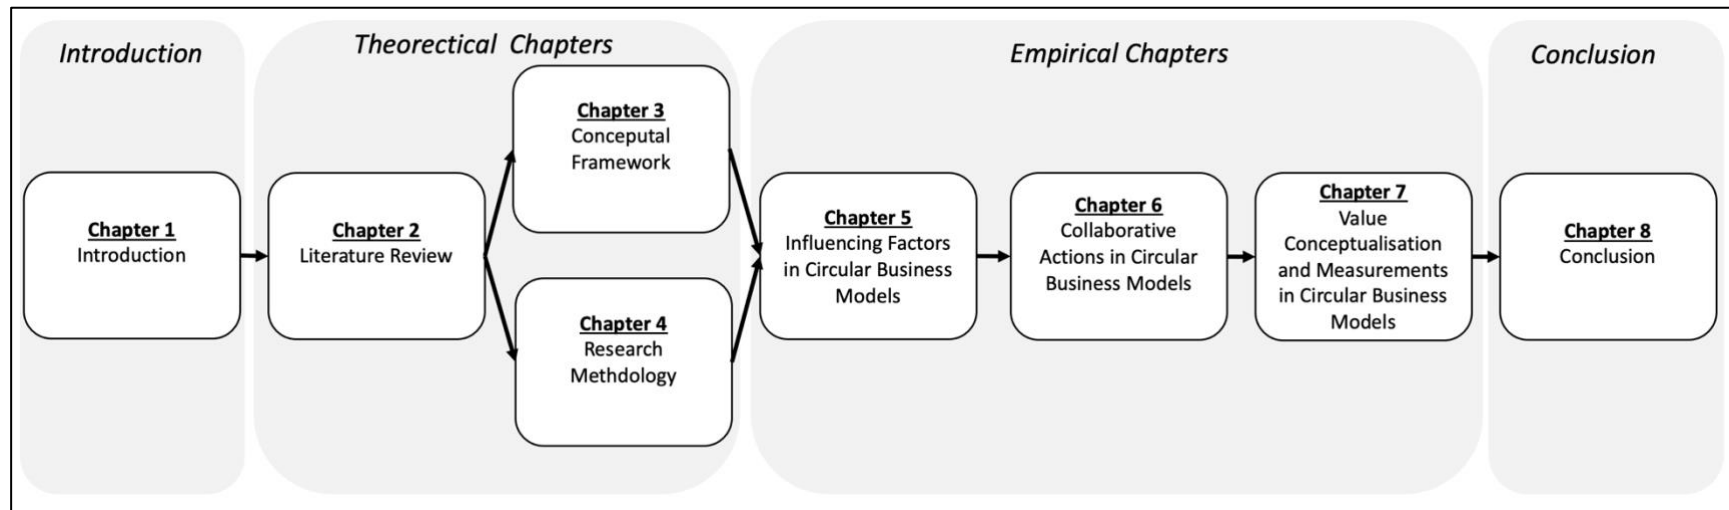 Introduction
Theorectical Chapters
Empirical Chapters
Conclusion
Chapter 1
Introduction
Chapter 2
Literature Review
Chapter 3
Conceputal
Framework
Chapter 4
Research
Methdology
Chapter 5
Influencing Factors
in Circular Business
Models
Chapter 6
Collaborative
Actions in Circular
Business Models
Chapter 7
Value
Conceptualisation
and Measurements
in Circular Business
Models
Chapter 8
Conclusion